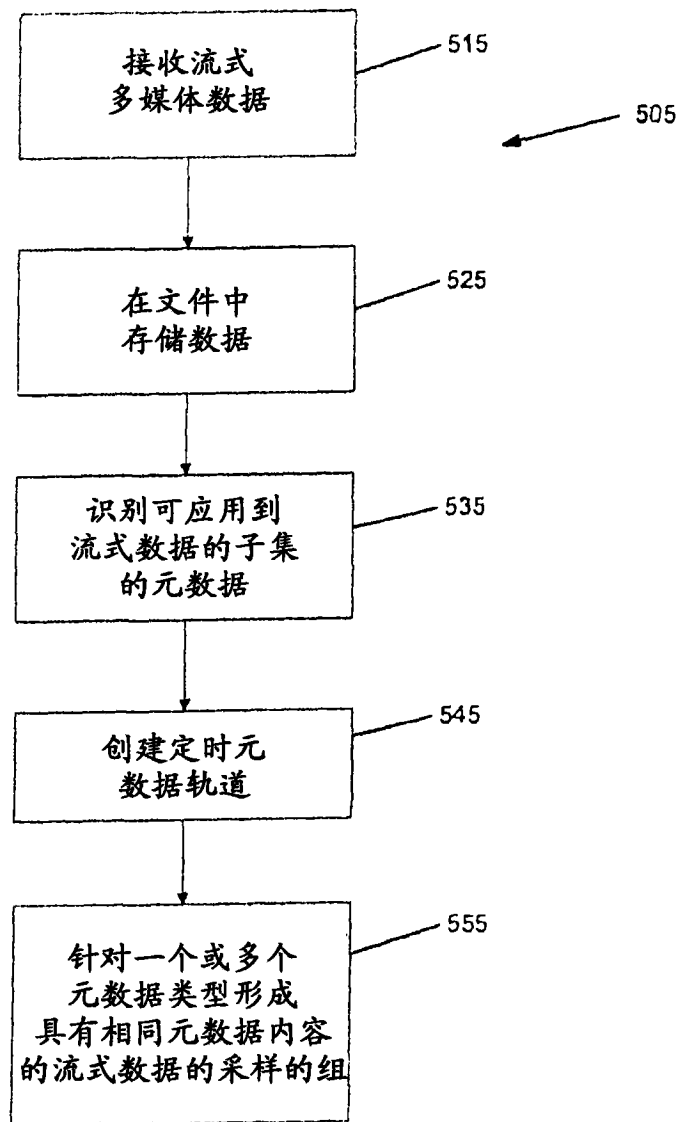 接收流式
多媒体数据
515
505
在文件中
存储数据
525
识别可应用到
流式数据的子集
的元数据
535
创建定时元
数据轨道
545
针对一个或多个
元数据类型形成
具有相同元数据内容
的流式数据的采样的组
555